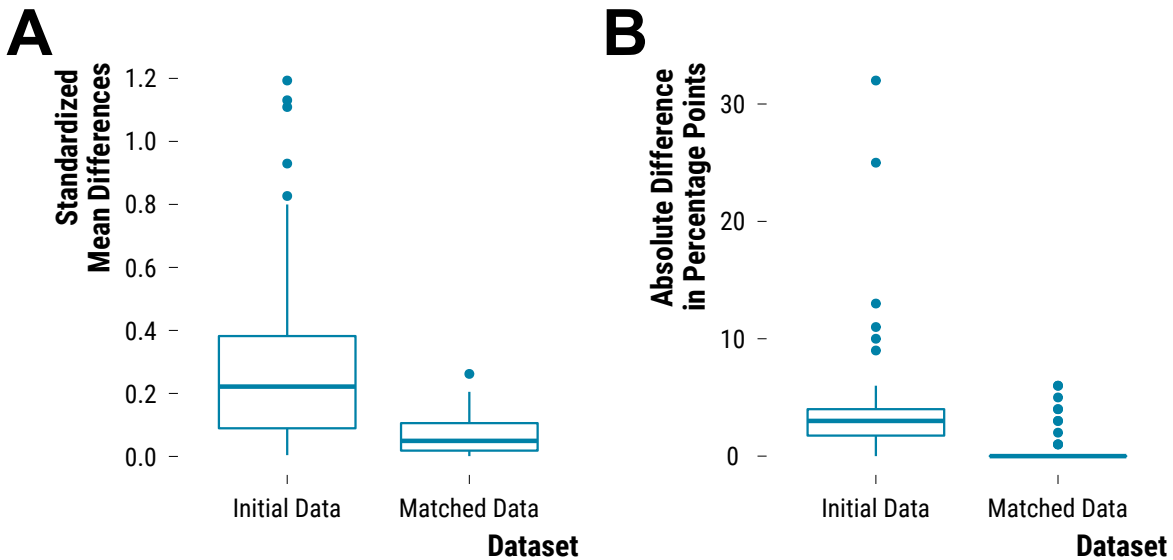 A
Standardized
Mean Differences
1.2
1.0
0.8
0.6
0.4
0.2
0.0
Initial Data
Matched Data
Dataset
B
Absolute Difference
in Percentage Points
30
20
10
0
Initial Data
Matched Data
Dataset